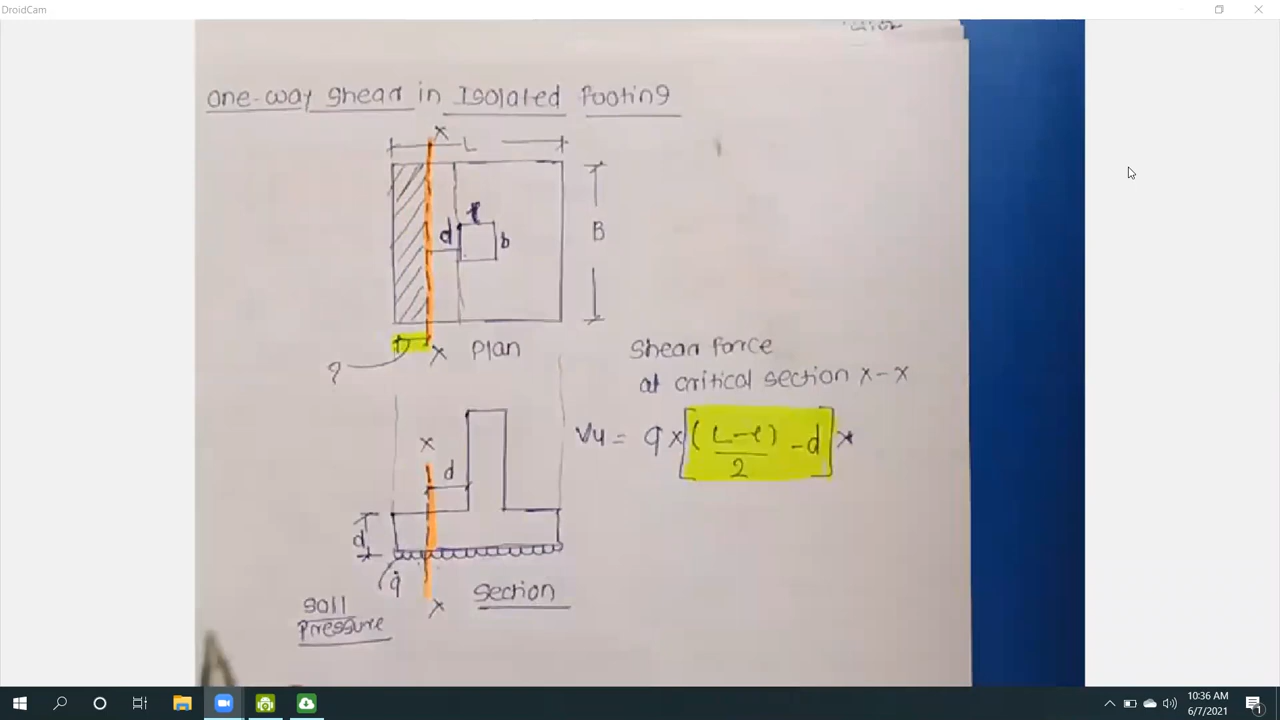 DroidCam
one-way shear in Isolated footing
x
L
d
l
b
B
x
Plan
?
Shear force
at critical section x-x
Vu = q x [ (L-l)/2 - d ] x
x
d
d
q
x
Section
Soil
Pressure
10:36 AM
6/7/2021
1